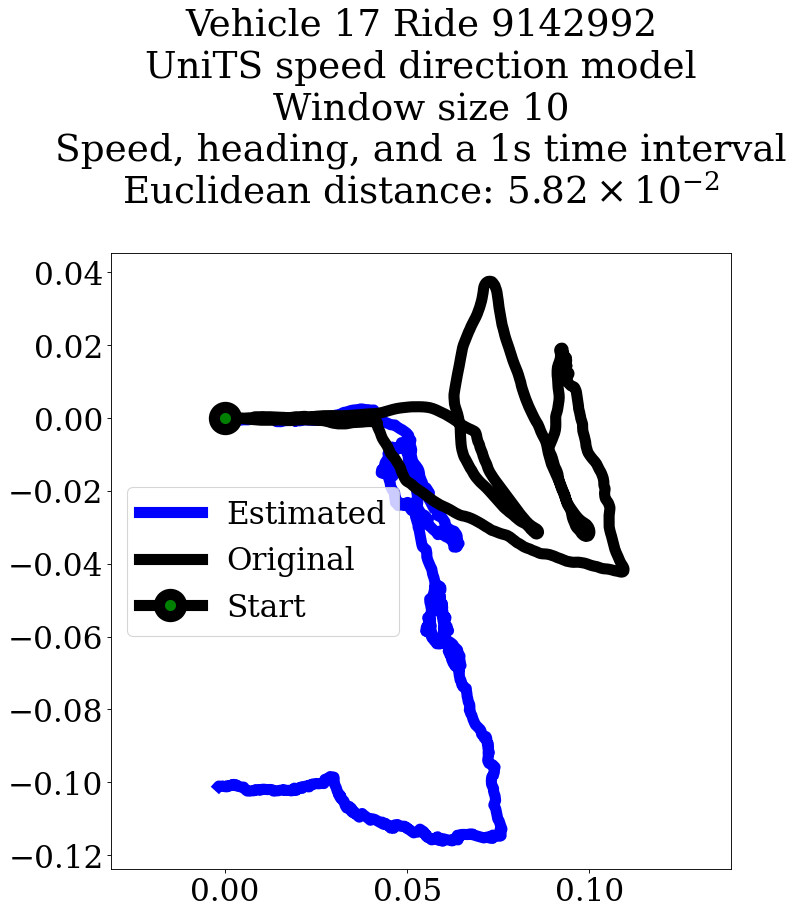 Vehicle 17 Ride 9142992
UniTS speed direction model
Window size 10
Speed, heading, and a 1s time interval
Euclidean distance: 5.82 × 10⁻²
0.04
0.02
0.00
−0.02
−0.04
−0.06
−0.08
−0.10
−0.12
Estimated
Original
Start
0.00 0.05 0.10